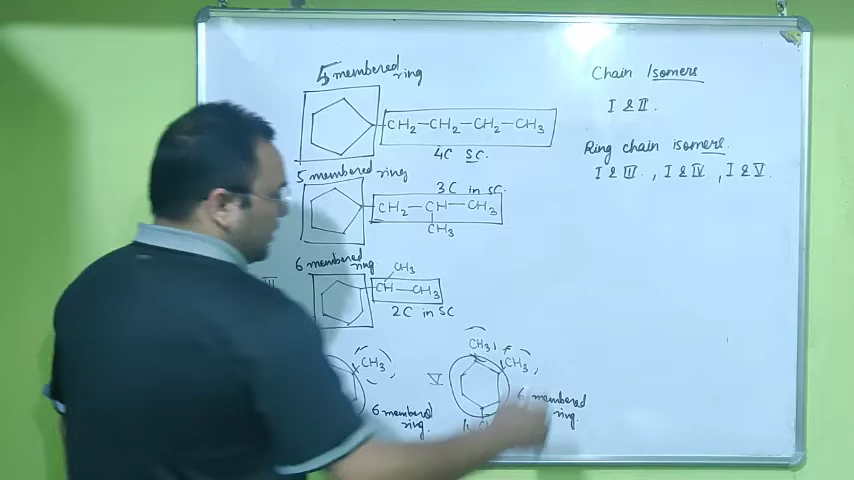 5 membered ring
CH2-CH2-CH2-CH3
4C SC.
5 membered ring
3C in SC.
CH2-CH-CH3
CH3
6 membered ring
CH3
III
CH-CH3
2C in SC
CH3
6 membered ring.
V
CH3
CH3
6 membered ring.
Chain Isomers
I & II.
Ring chain isomers.
I & III., I & IV, I & V.